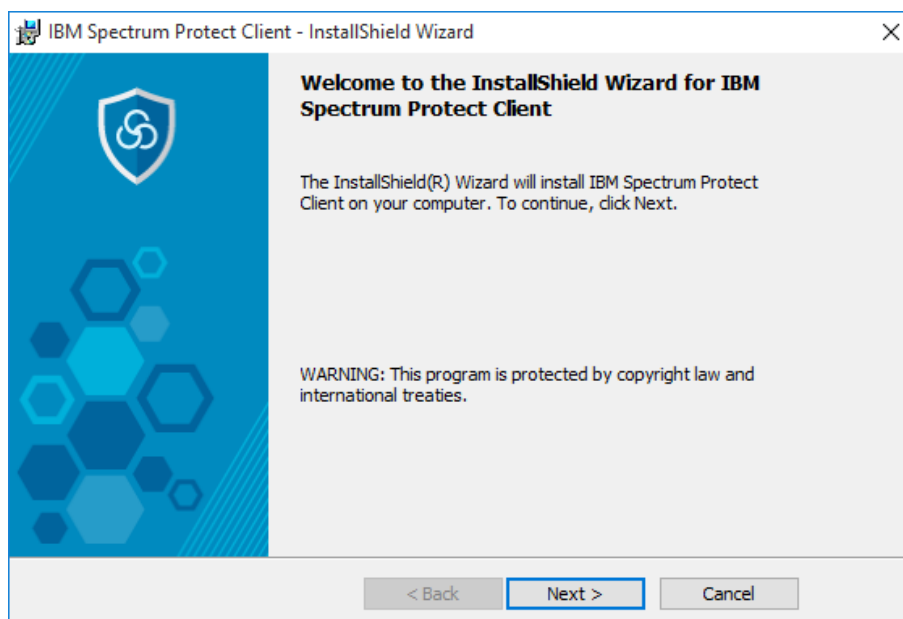 IBM Spectrum Protect Client - InstallShield Wizard
Welcome to the InstallShield Wizard for IBM
Spectrum Protect Client
The InstallShield(R) Wizard will install IBM Spectrum Protect
Client on your computer. To continue, click Next.
WARNING: This program is protected by copyright law and
international treaties.
< Back Next > Cancel